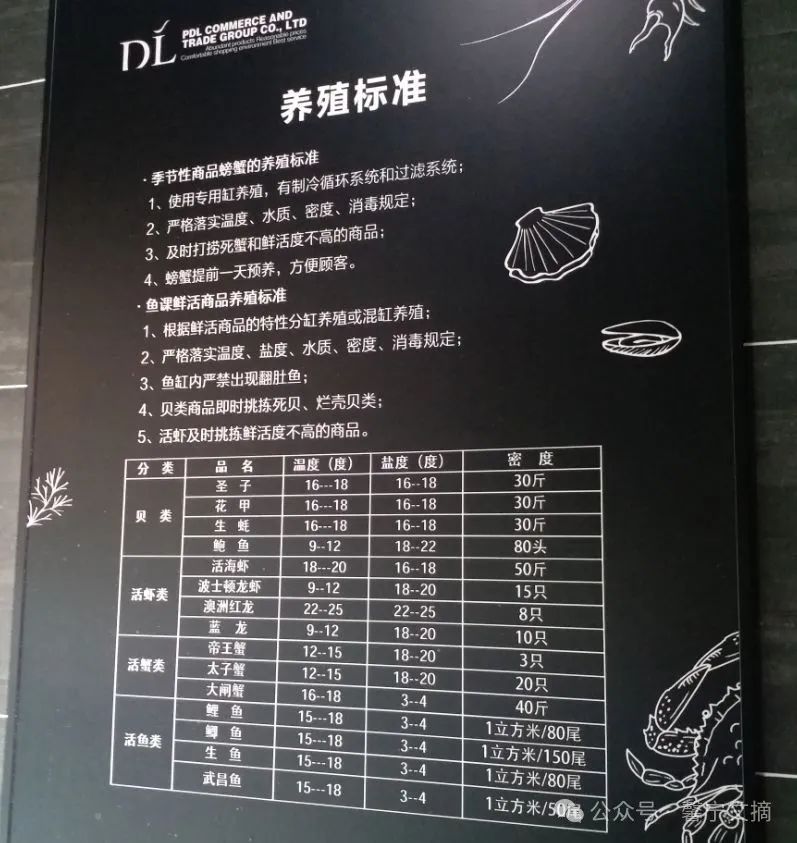 DL
PDL COMMERCE AND
TRADE GROUP CO., LTD
Abundant products Reasonable prices
Comfortable shopping environment Best service
养殖标准
·季节性商品螃蟹的养殖标准
1、使用专用缸养殖，有制冷循环系统和过滤系统；
2、严格落实温度、水质、密度、消毒规定；
3、及时打捞死蟹和鲜活度不高的商品；
4、螃蟹提前一天预养，方便顾客。
·鱼课鲜活商品养殖标准
1、根据鲜活商品的特性分缸养殖或混缸养殖；
2、严格落实温度、盐度、水质、密度、消毒规定；
3、鱼缸内严禁出现翻肚鱼；
4、贝类商品即时挑拣死贝、烂壳贝类；
5、活虾及时挑拣鲜活度不高的商品。
分 类 品 名 温度（度） 盐度（度） 密 度
贝 类 圣 子 16---18 16--18 30斤
花 甲 16---18 16--18 30斤
生 蚝 16---18 16--18 30斤
鲍 鱼 9--12 18--22 80头
活虾类 活海虾 18---20 16--18 50斤
波士顿龙虾 9--12 18--20 15只
澳洲红龙 22--25 22--25 8只
蓝 龙 9--12 18--20 10只
活蟹类 帝王蟹 12--15 18--20 3只
太子蟹 12--15 18--20 20只
大闸蟹 16--18 3--4 40斤
活鱼类 鲤 鱼 15---18 3--4 1立方米/80尾
鲫 鱼 15---18 3--4 1立方米/150尾
生 鱼 15---18 3--4 1立方米/80尾
武昌鱼 15---18 3--4 1立方米/50尾
公众号·馨宁文摘